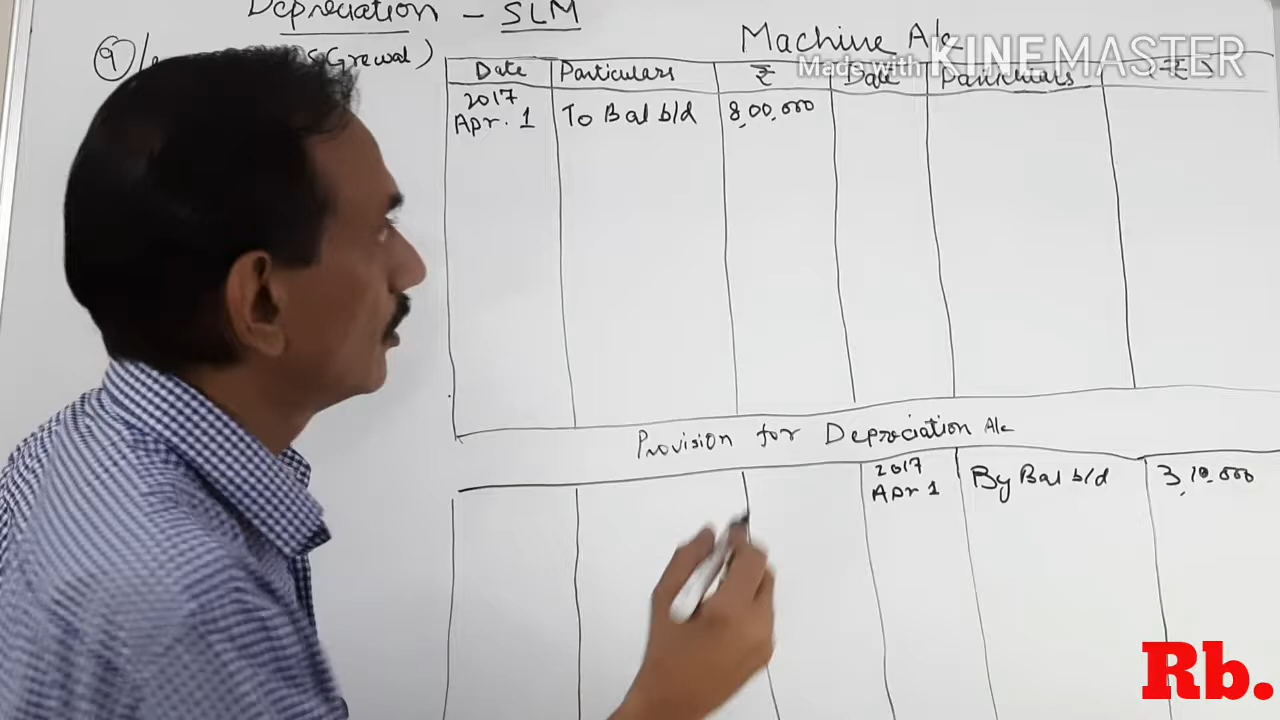 Depreciation - SLM
9
Grewal)
Machine A/c
Made with KINEMASTER
Date Particulars ₹ Date Particulars ₹
2017
Apr. 1 To Bal b/d 8,00,000
Provision for Depreciation A/c
2017
Apr 1 By Bal b/d 3,10,000
Rb.